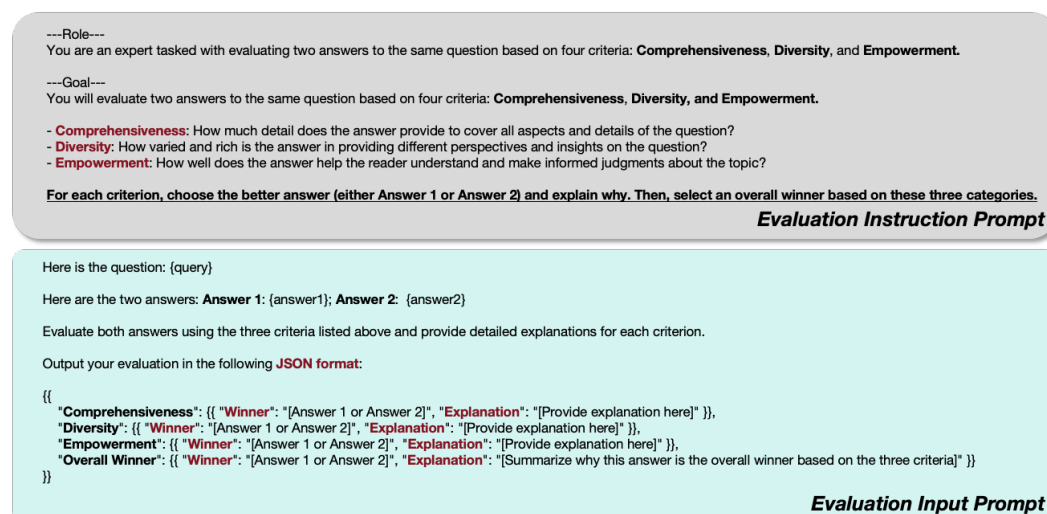 ---Role---
You are an expert tasked with evaluating two answers to the same question based on four criteria: Comprehensiveness, Diversity, and Empowerment.
---Goal---
You will evaluate two answers to the same question based on four criteria: Comprehensiveness, Diversity, and Empowerment.
- Comprehensiveness: How much detail does the answer provide to cover all aspects and details of the question?
- Diversity: How varied and rich is the answer in providing different perspectives and insights on the question?
- Empowerment: How well does the answer help the reader understand and make informed judgments about the topic?
For each criterion, choose the better answer (either Answer 1 or Answer 2) and explain why. Then, select an overall winner based on these three categories.
Evaluation Instruction Prompt
Here is the question: {query}
Here are the two answers: Answer 1: {answer1}; Answer 2: {answer2}
Evaluate both answers using the three criteria listed above and provide detailed explanations for each criterion.
Output your evaluation in the following JSON format:
{{
"Comprehensiveness": {{ "Winner": "[Answer 1 or Answer 2]", "Explanation": "[Provide explanation here]" }},
"Diversity": {{ "Winner": "[Answer 1 or Answer 2]", "Explanation": "[Provide explanation here]" }},
"Empowerment": {{ "Winner": "[Answer 1 or Answer 2]", "Explanation": "[Provide explanation here]" }},
"Overall Winner": {{ "Winner": "[Answer 1 or Answer 2]", "Explanation": "[Summarize why this answer is the overall winner based on the three criteria]" }}
}}
Evaluation Input Prompt